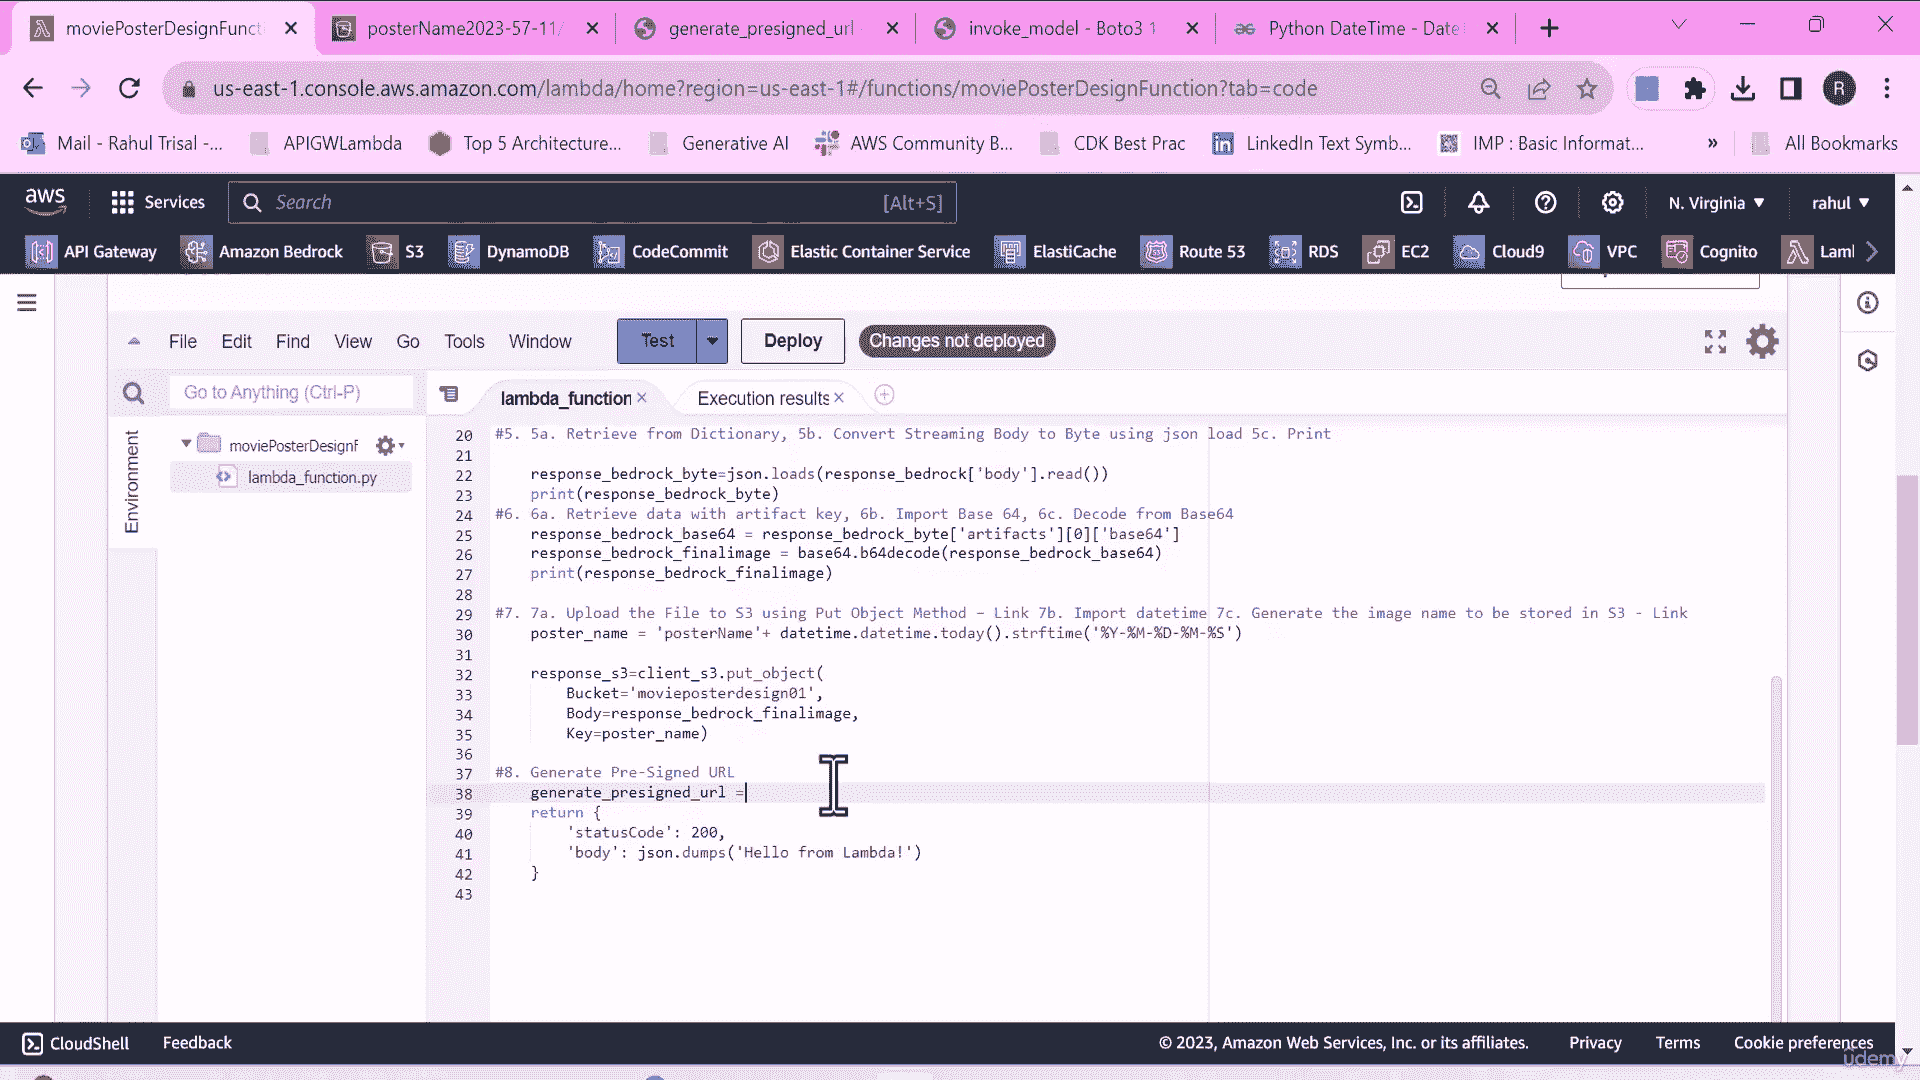 moviePosterDesignFuncti
posterName2023-57-11/
generate_presigned_url
invoke_model - Boto3 1
Python DateTime - Date
us-east-1.console.aws.amazon.com/lambda/home?region=us-east-1#/functions/moviePosterDesignFunction?tab=code
R
Mail - Rahul Trisal -...
APIGWLambda
Top 5 Architecture...
Generative AI
AWS Community B...
CDK Best Prac
LinkedIn Text Symb...
IMP : Basic Informat...
»
All Bookmarks
aws
Services
Search
[Alt+S]
N. Virginia
rahul
API Gateway
Amazon Bedrock
S3
DynamoDB
CodeCommit
Elastic Container Service
ElastiCache
Route 53
RDS
EC2
Cloud9
VPC
Cognito
Laml
File Edit Find View Go Tools Window
Test
Deploy
Changes not deployed
Go to Anything (Ctrl-P)
lambda_function
Execution results
Environment
moviePosterDesignF
lambda_function.py
20 #5. 5a. Retrieve from Dictionary, 5b. Convert Streaming Body to Byte using json load 5c. Print
21
22 response_bedrock_byte=json.loads(response_bedrock['body'].read())
23 print(response_bedrock_byte)
24 #6. 6a. Retrieve data with artifact key, 6b. Import Base 64, 6c. Decode from Base64
25 response_bedrock_base64 = response_bedrock_byte['artifacts'][0]['base64']
26 response_bedrock_finalimage = base64.b64decode(response_bedrock_base64)
27 print(response_bedrock_finalimage)
28
29 #7. 7a. Upload the File to S3 using Put Object Method – Link 7b. Import datetime 7c. Generate the image name to be stored in S3 - Link
30 poster_name = 'posterName'+ datetime.datetime.today().strftime('%Y-%M-%D-%M-%S')
31
32 response_s3=client_s3.put_object(
33 Bucket='movieposterdesign01',
34 Body=response_bedrock_finalimage,
35 Key=poster_name)
36
37 #8. Generate Pre-Signed URL
38 generate_presigned_url =
39 return {
40 'statusCode': 200,
41 'body': json.dumps('Hello from Lambda!')
42 }
43
CloudShell
Feedback
© 2023, Amazon Web Services, Inc. or its affiliates.
Privacy
Terms
Cookie preferences
udemy